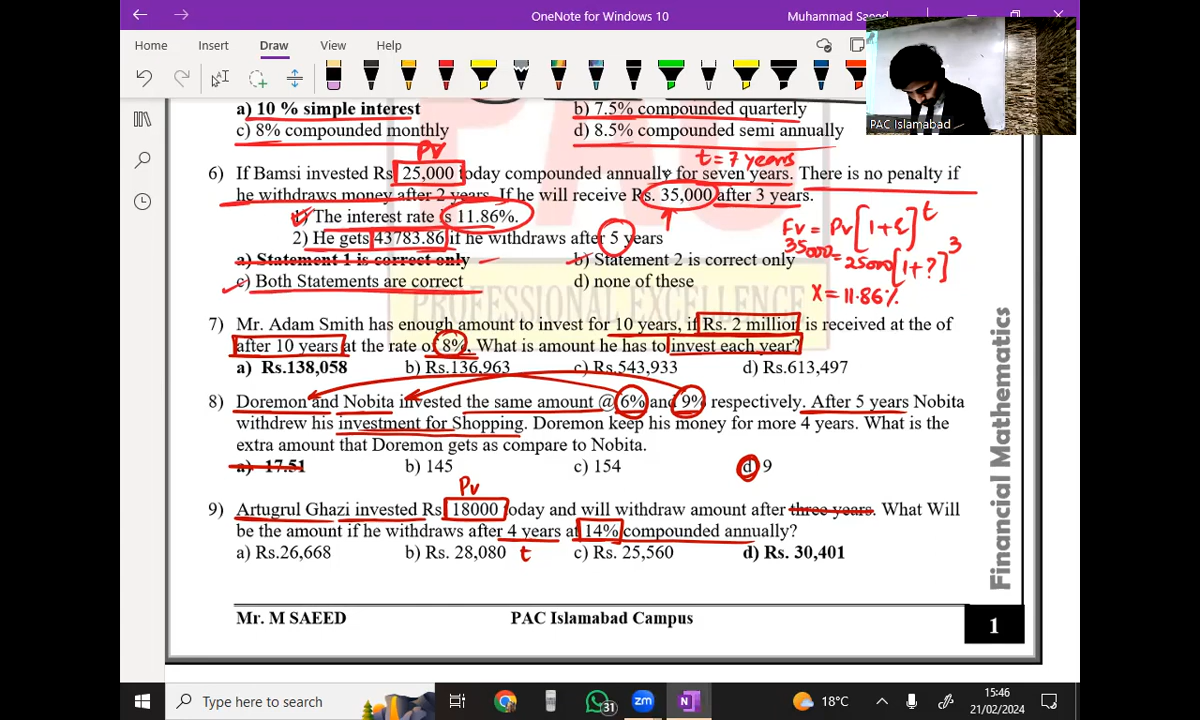 OneNote for Windows 10
Muhammad Saeed
Home Insert Draw View Help
PAC Islamabad
a) 10 % simple interest b) 7.5% compounded quarterly
c) 8% compounded monthly d) 8.5% compounded semi annually
PV
t = 7 years
6) If Bamsi invested Rs 25,000 today compounded annually for seven years. There is no penalty if
he withdraws money after 2 years. If he will receive Rs. 35,000 after 3 years.
1) The interest rate is 11.86%.
2) He gets 43783.86 if he withdraws after 5 years
a) Statement 1 is correct only b) Statement 2 is correct only
c) Both Statements are correct d) none of these
FV = PV[1+r]^t
35000=25000[1+?]^3
X = 11.86%
PROFESSIONAL EXCELLENCE
7) Mr. Adam Smith has enough amount to invest for 10 years, if Rs. 2 million is received at the of
after 10 years at the rate of 8%. What is amount he has to invest each year?
a) Rs.138,058 b) Rs.136,963 c) Rs.543,933 d) Rs.613,497
8) Doremon and Nobita invested the same amount @ 6% and 9% respectively. After 5 years Nobita
withdrew his investment for Shopping. Doremon keep his money for more 4 years. What is the
extra amount that Doremon gets as compare to Nobita.
a) 17.51 b) 145 c) 154 d) 9
PV
9) Artugrul Ghazi invested Rs 18000 today and will withdraw amount after three years. What Will
be the amount if he withdraws after 4 years at 14% compounded annually?
t
a) Rs.26,668 b) Rs. 28,080 c) Rs. 25,560 d) Rs. 30,401
Financial Mathematics
Mr. M SAEED PAC Islamabad Campus 1
Type here to search
31
zm
N
18°C
15:46
21/02/2024